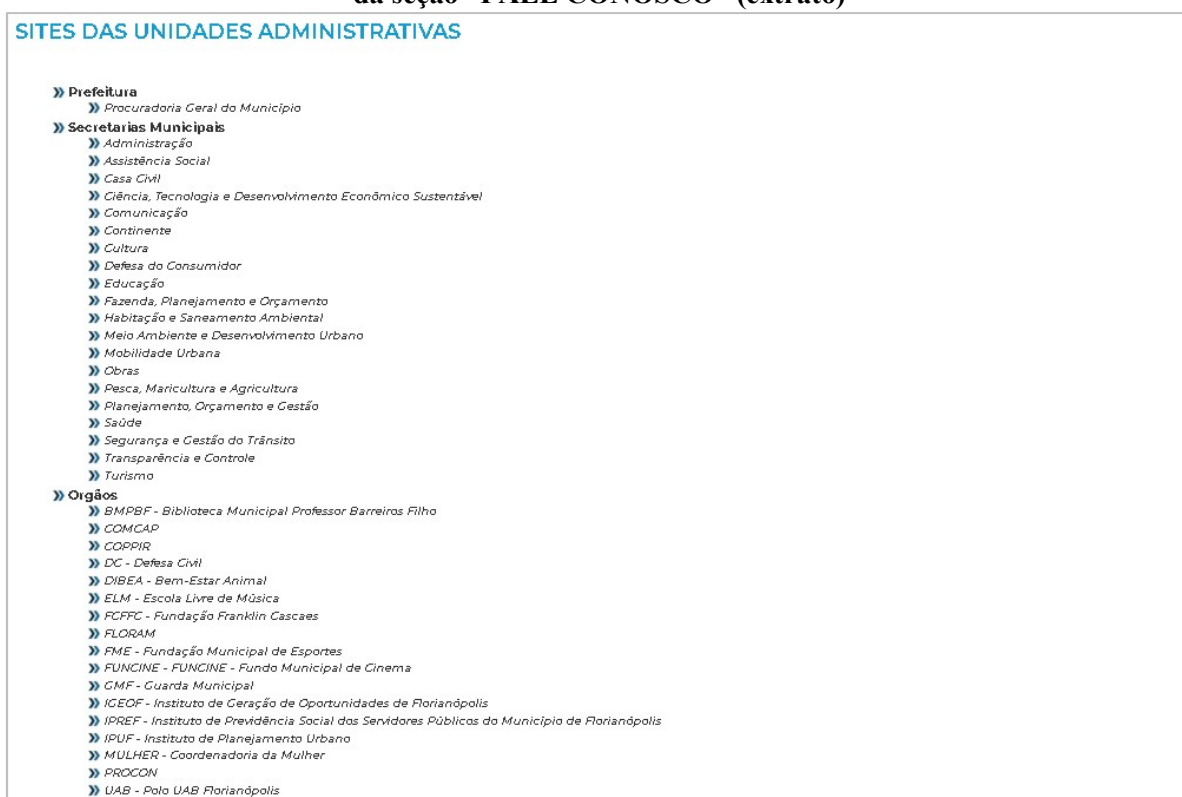 da seção "FALE CONOSCO" (extrato)
SITES DAS UNIDADES ADMINISTRATIVAS
» Prefeitura
» Procuradoria Geral do Município
» Secretarias Municipais
» Administração
» Assistência Social
» Casa Civil
» Ciência, Tecnologia e Desenvolvimento Econômico Sustentável
» Comunicação
» Continente
» Cultura
» Defesa do Consumidor
» Educação
» Fazenda, Planejamento e Orçamento
» Habitação e Saneamento Ambiental
» Meio Ambiente e Desenvolvimento Urbano
» Mobilidade Urbana
» Obras
» Pesca, Maricultura e Agricultura
» Planejamento, Orçamento e Gestão
» Saúde
» Segurança e Gestão do Trânsito
» Transparência e Controle
» Turismo
» Orgãos
» BMPBF - Biblioteca Municipal Professor Barreiros Filho
» COMCAP
» COPPIR
» DC - Defesa Civil
» DIBEA - Bem-Estar Animal
» ELM - Escola Livre de Música
» FCFFC - Fundação Franklin Cascaes
» FLORAM
» FME - Fundação Municipal de Esportes
» FUNCINE - FUNCINE - Fundo Municipal de Cinema
» GMF - Guarda Municipal
» IGEOF - Instituto de Geração de Oportunidades de Florianópolis
» IPREF - Instituto de Previdência Social dos Servidores Públicos do Município de Florianópolis
» IPUF - Instituto de Planejamento Urbano
» MULHER - Coordenadoria da Mulher
» PROCON
» UAB - Polo UAB Florianópolis